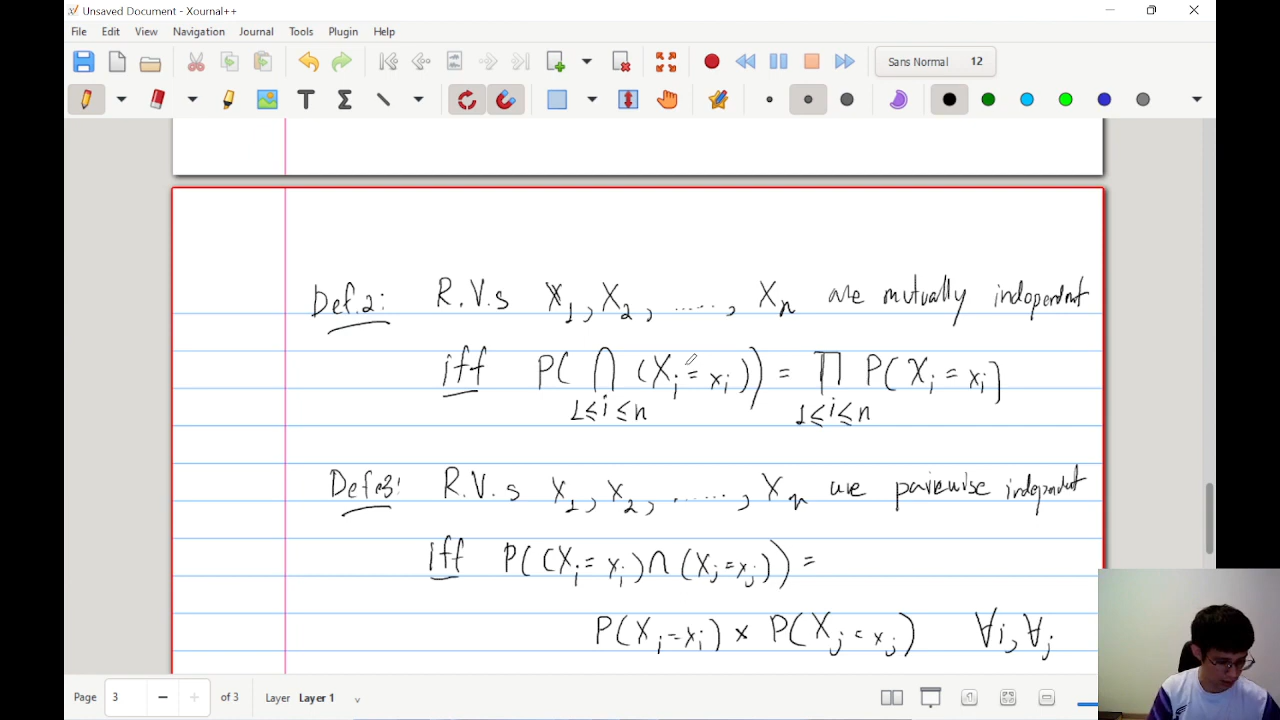 Unsaved Document - Xournal++
File Edit View Navigation Journal Tools Plugin Help
Sans Normal 12
Def.2: R.V.s X₁, X₂, ......, Xₙ are mutually independent
iff P( ⋂ (Xᵢ = xᵢ)) = ∏ P(Xᵢ = xᵢ)
1≤i≤n 1≤i≤n
Def.3: R.V.s X₁, X₂, ......, Xₙ are pairwise independent
iff P((Xᵢ = xᵢ) ∩ (Xⱼ = xⱼ)) =
P(Xᵢ = xᵢ) × P(Xⱼ = xⱼ) ∀i, ∀j
Page 3 of 3 Layer Layer 1